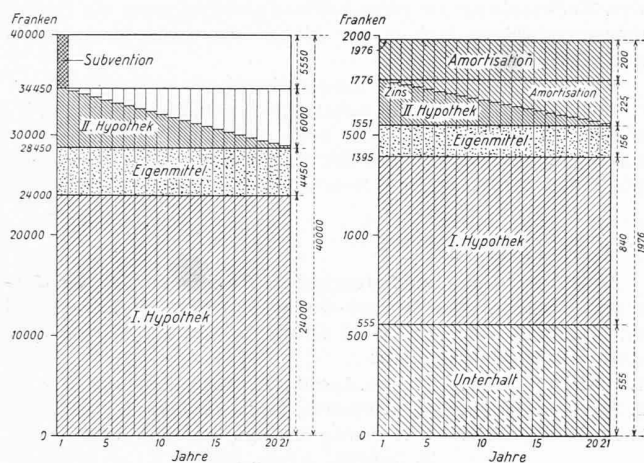 Franken
40000
34450
30000
28450
24000
20000
10000
0
Subvention
II. Hypothek
Eigenmittel
I. Hypothek
5550
6000
4450
24000
40000
1 5 10 15 20 21
Jahre
Franken
2000
1976
1776
1551
1500
1395
1000
555
500
0
Amortisation
Zins
Amortisation
II. Hypothek
Eigenmittel
I. Hypothek
Unterhalt
200
225
156
840
555
1976
1 5 10 15 20 21
Jahre